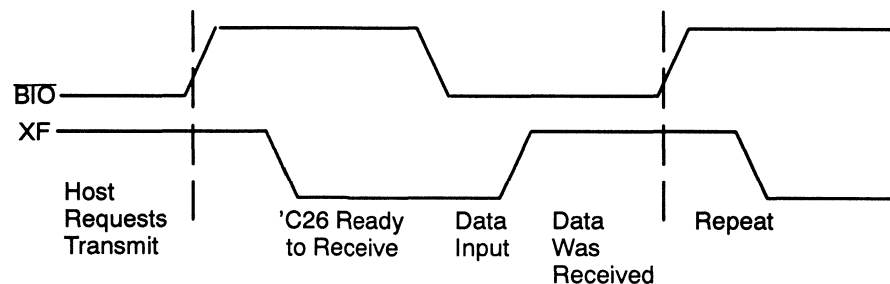 BIO
XF
Host
Requests
Transmit
'C26 Ready
to Receive
Data
Input
Data
Was
Received
Repeat